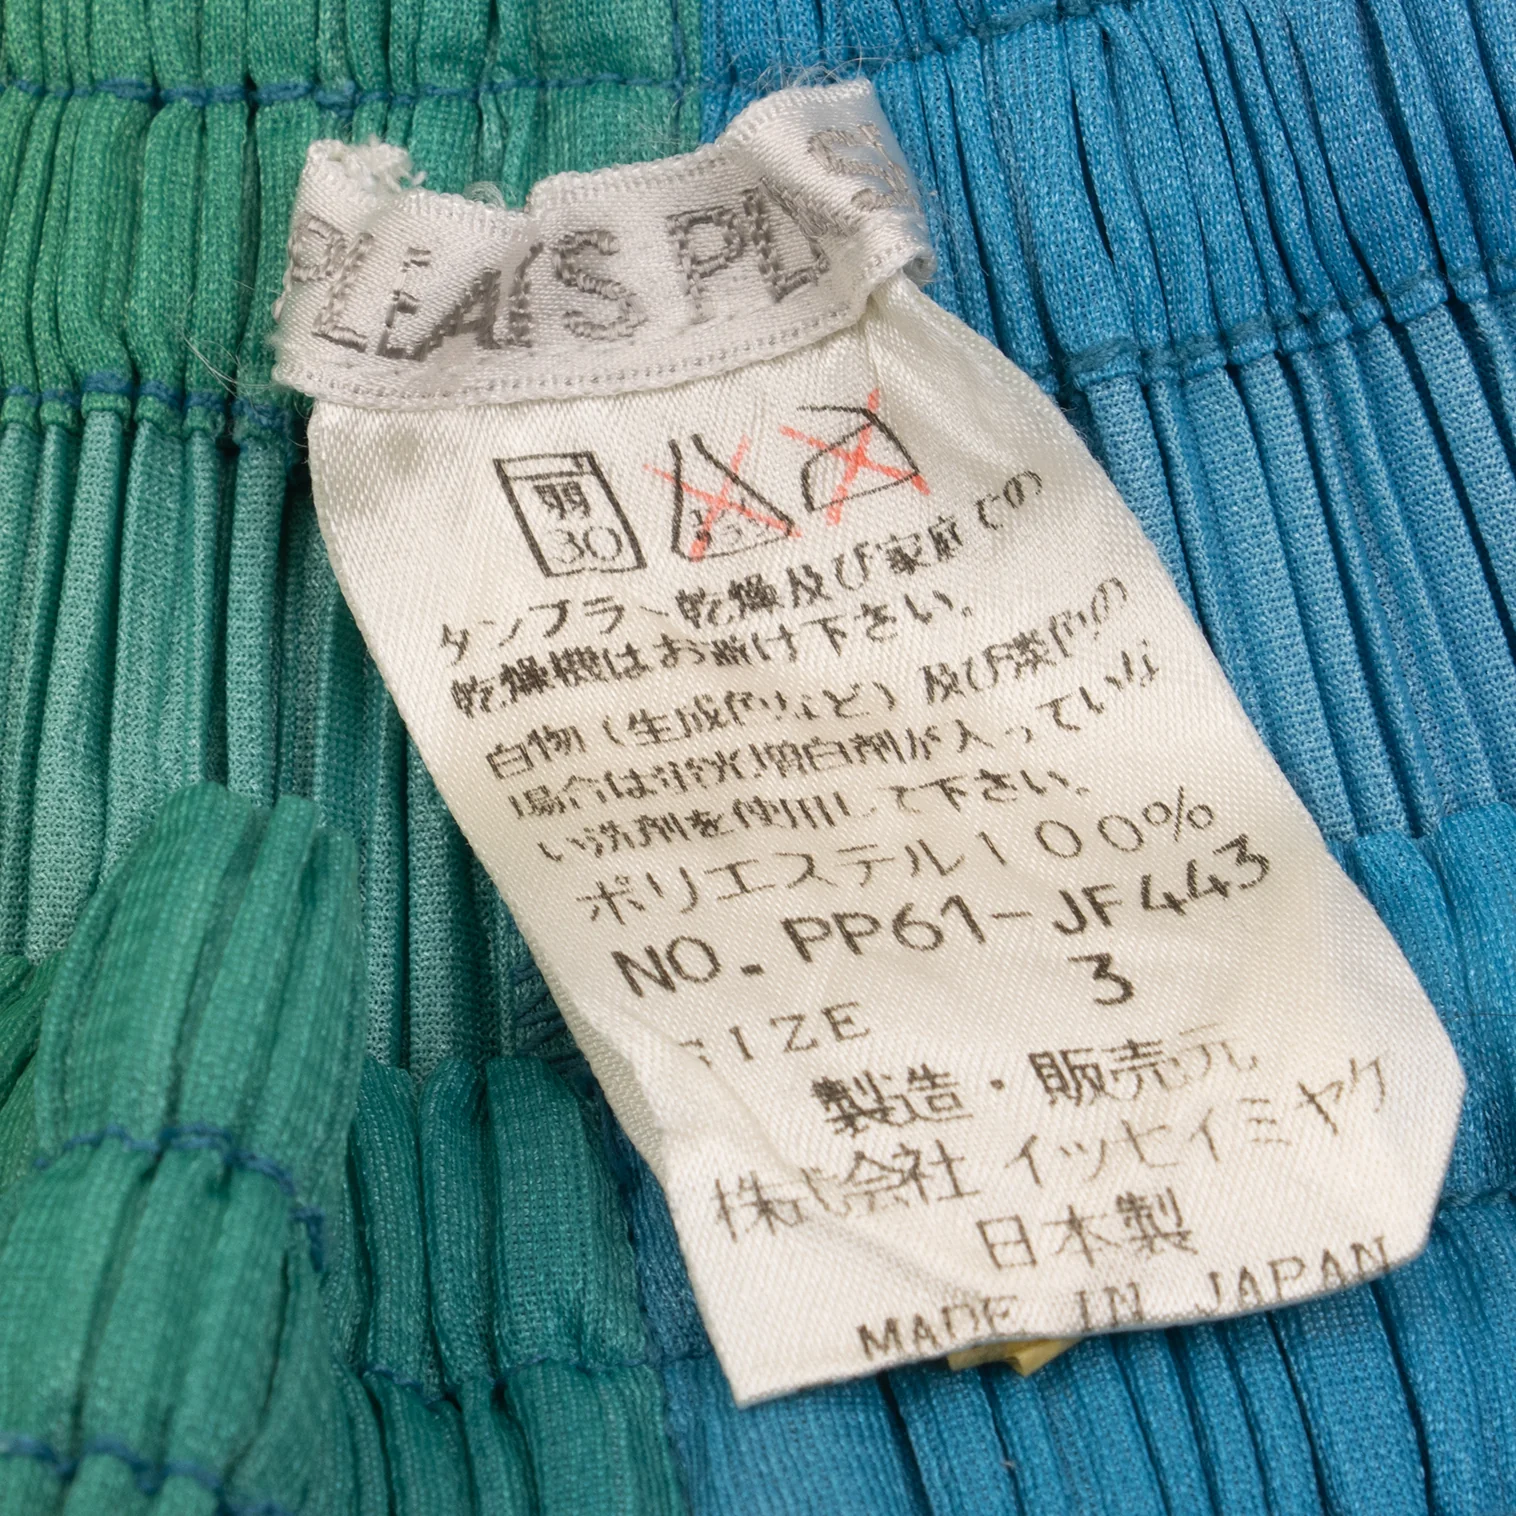 PLEATS PL S
弱
30
タンブラー乾燥及び家庭での
乾燥機はお避け下さい。
白物(生成色など)及び淡色の
場合は蛍光増白剤が入っていな
い洗剤を使用して下さい。
ポリエステル100%
NO. PP61-JF443
3
SIZE
製造・販売元
株式会社 イッセイミヤケ
日本製
MADE IN JAPAN